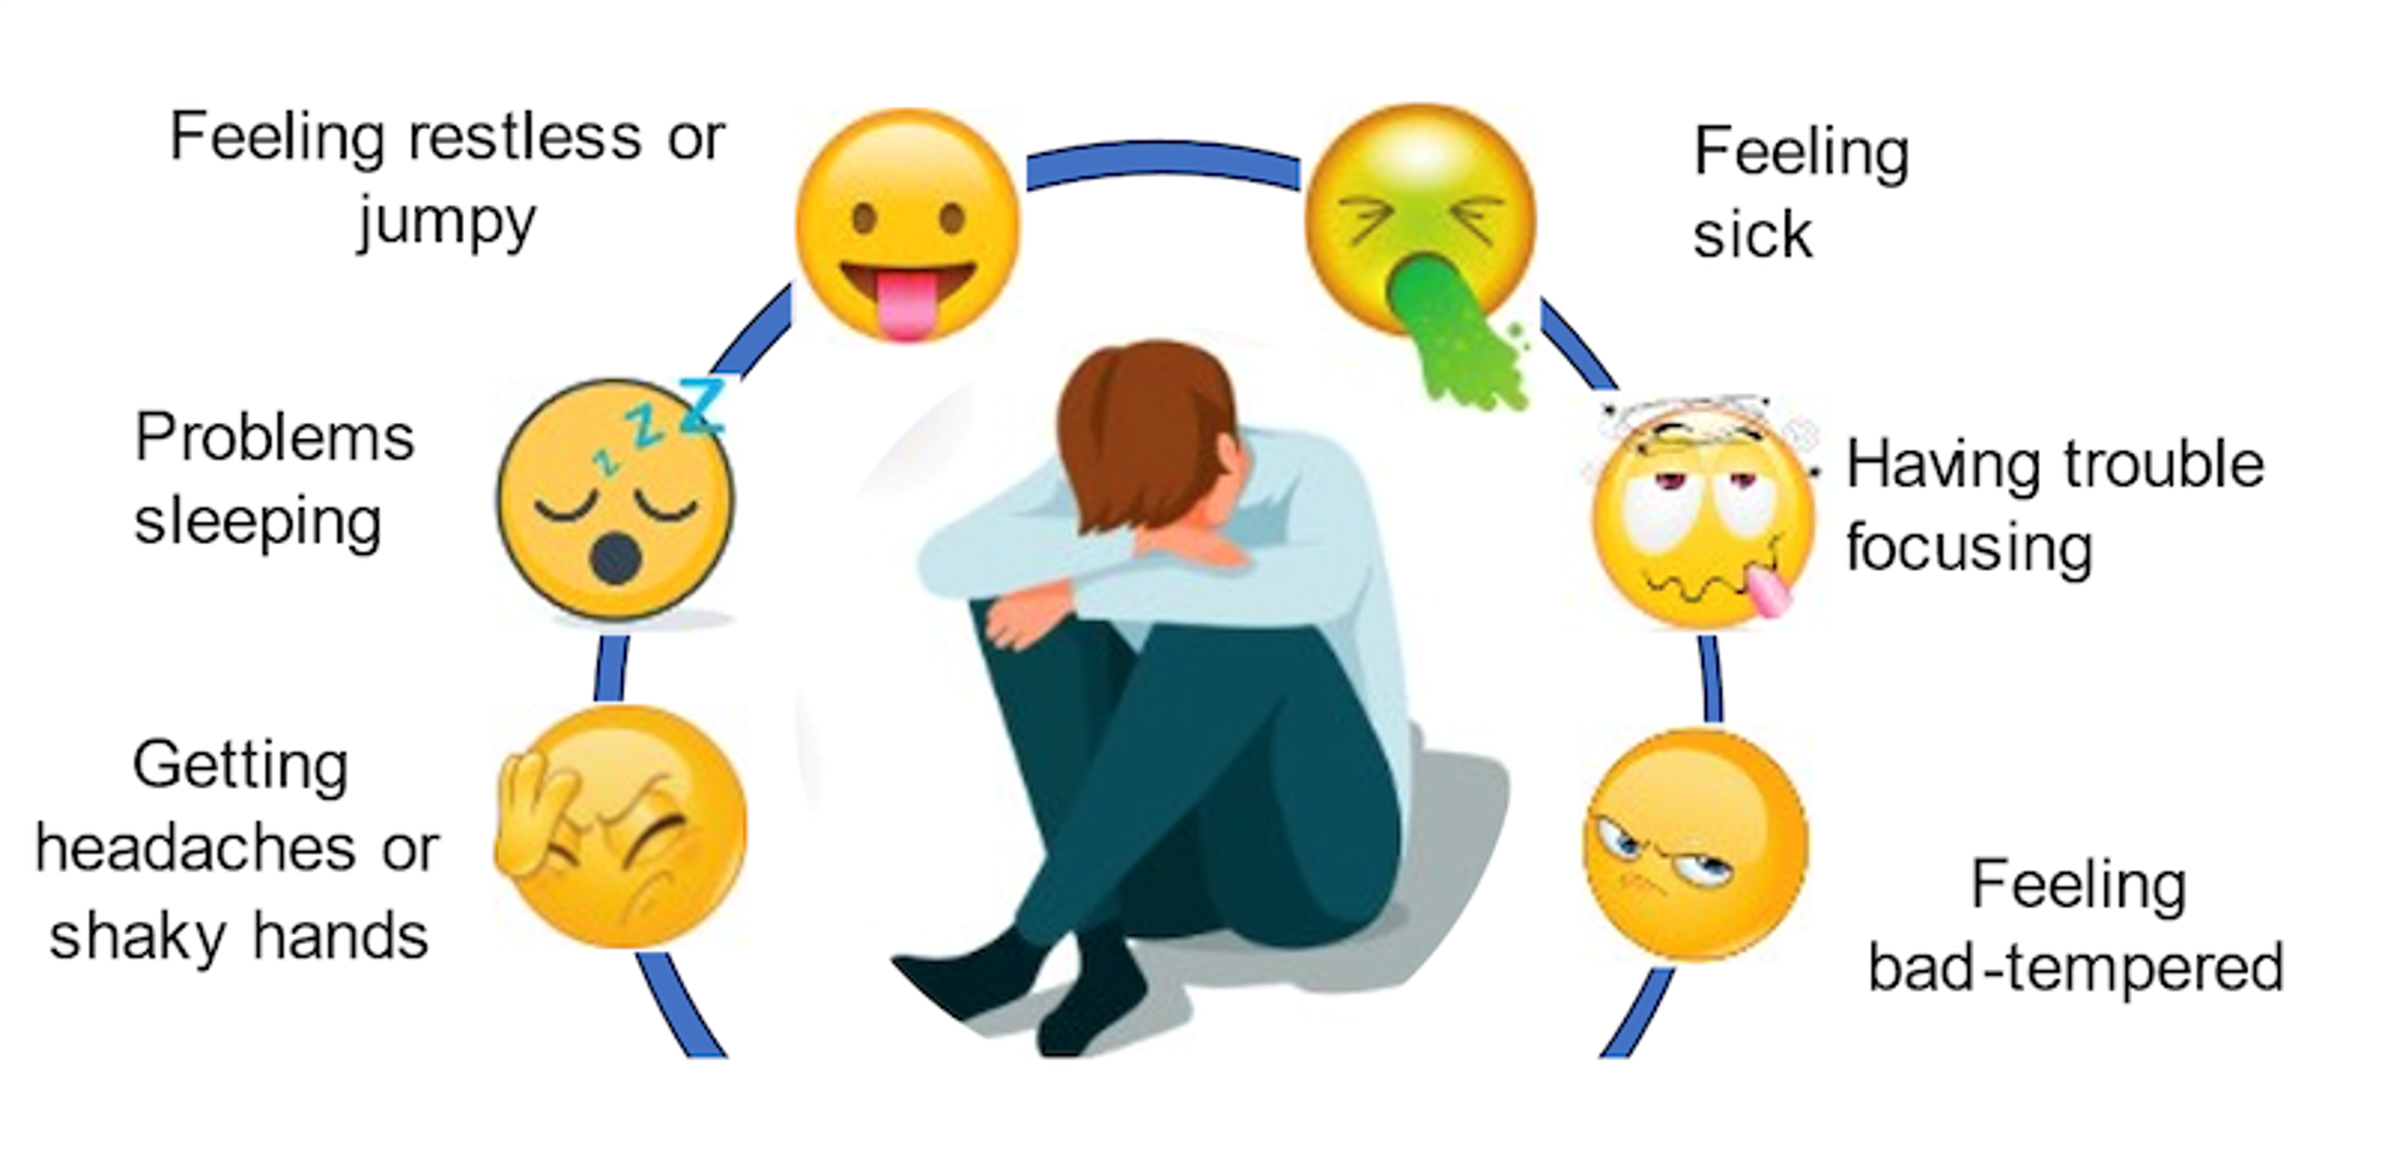 Feeling restless or
jumpy
Feeling
sick
Problems
sleeping
Having trouble
focusing
Getting
headaches or
shaky hands
Feeling
bad-tempered
z z Z